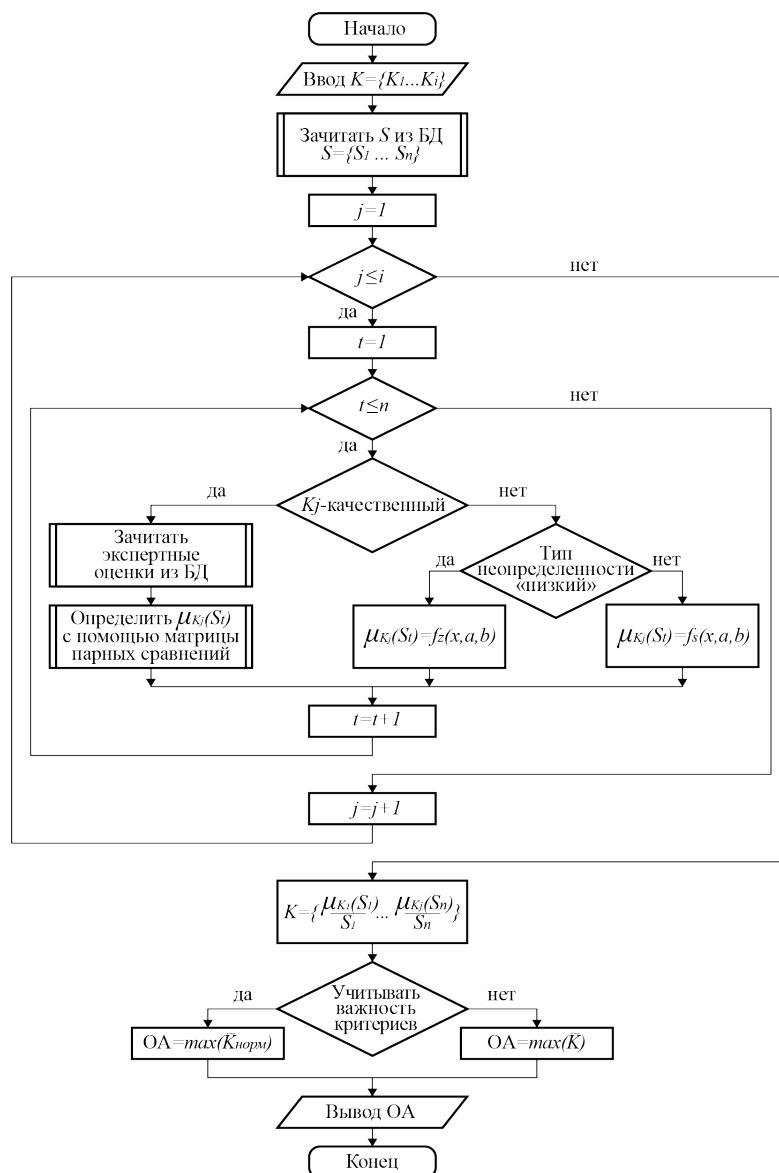 Начало
Ввод K={K1...Ki}
Зачитать S из БД
S={S1 ... Sn}
j=1
j≤i
нет
да
t=1
t≤n
нет
да
Kj-качественный
да
нет
Зачитать
экспертные
оценки из БД
Тип
неопределенности
«низкий»
да
нет
Определить μKj(St)
с помощью матрицы
парных сравнений
μKj(St)=fz(x,a,b)
μKj(St)=fs(x,a,b)
t=t+1
j=j+1
K={μK1(S1)/S1 ... μKj(Sn)/Sn}
Учитывать
важность
критериев
да
нет
ОА=max(K̄норм)
ОА=max(K̄)
Вывод ОА
Конец